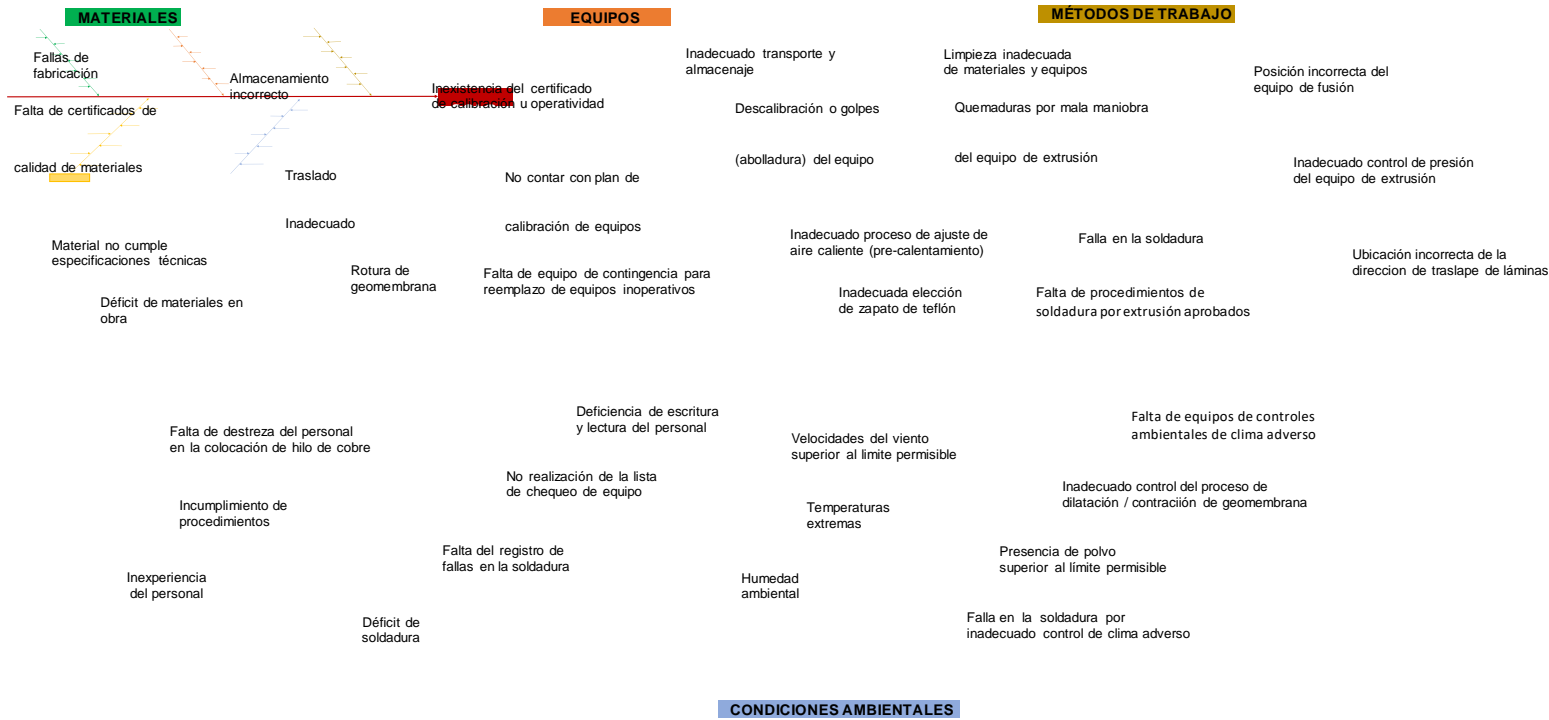 MATERIALES
EQUIPOS
MÉTODOS DE TRABAJO
Fallas de
fabricación
Almacenamiento
incorrecto
Falta de certificados de
calidad de materiales
Traslado
Inadecuado
Material no cumple
especificaciones técnicas
Rotura de
geomembrana
Déficit de materiales en
obra
Inexistencia del certificado
de calibración u operatividad
Inadecuado transporte y
almacenaje
Descalibración o golpes
(abolladura) del equipo
No contar con plan de
calibración de equipos
Falta de equipo de contingencia para
reemplazo de equipos inoperativos
Limpieza inadecuada
de materiales y equipos
Quemaduras por mala maniobra
del equipo de extrusión
Posición incorrecta del
equipo de fusión
Inadecuado control de presión
del equipo de extrusión
Inadecuado proceso de ajuste de
aire caliente (pre-calentamiento)
Falla en la soldadura
Ubicación incorrecta de la
direccion de traslape de láminas
Inadecuada elección
de zapato de teflón
Falta de procedimientos de
soldadura por extrusión aprobados
Falta de destreza del personal
en la colocación de hilo de cobre
Deficiencia de escritura
y lectura del personal
No realización de la lista
de chequeo de equipo
Incumplimiento de
procedimientos
Falta del registro de
fallas en la soldadura
Inexperiencia
del personal
Déficit de
soldadura
Velocidades del viento
superior al limite permisible
Falta de equipos de controles
ambientales de clima adverso
Temperaturas
extremas
Inadecuado control del proceso de
dilatación / contraciión de geomembrana
Presencia de polvo
superior al límite permisible
Humedad
ambiental
Falla en la soldadura por
inadecuado control de clima adverso
CONDICIONES AMBIENTALES